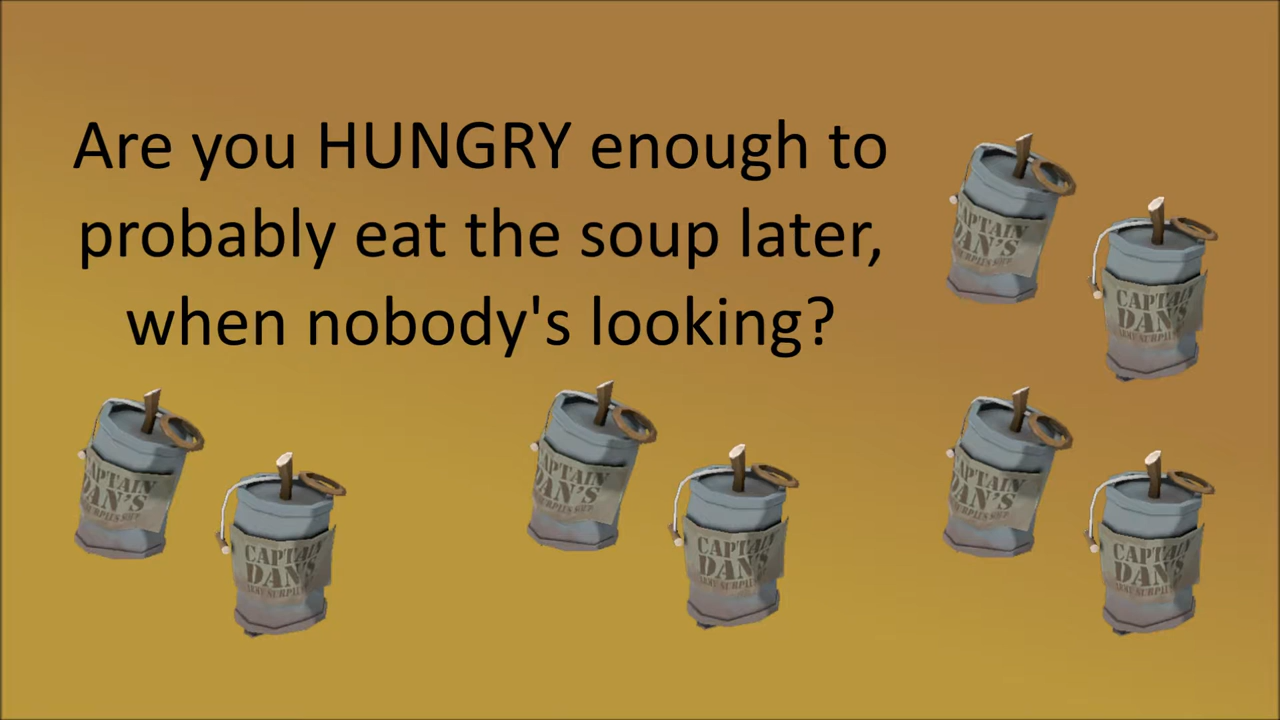 Are you HUNGRY enough to
probably eat the soup later,
when nobody's looking?
CAPTAIN
DAN'S
CAPTAIN
DAN'S
CAPTAIN
DAN'S
CAPTAIN
DAN'S
CAPTAIN
DAN'S
CAPTAIN
DAN'S
CAPTAIN
DAN'S
CAPTAIN
DAN'S